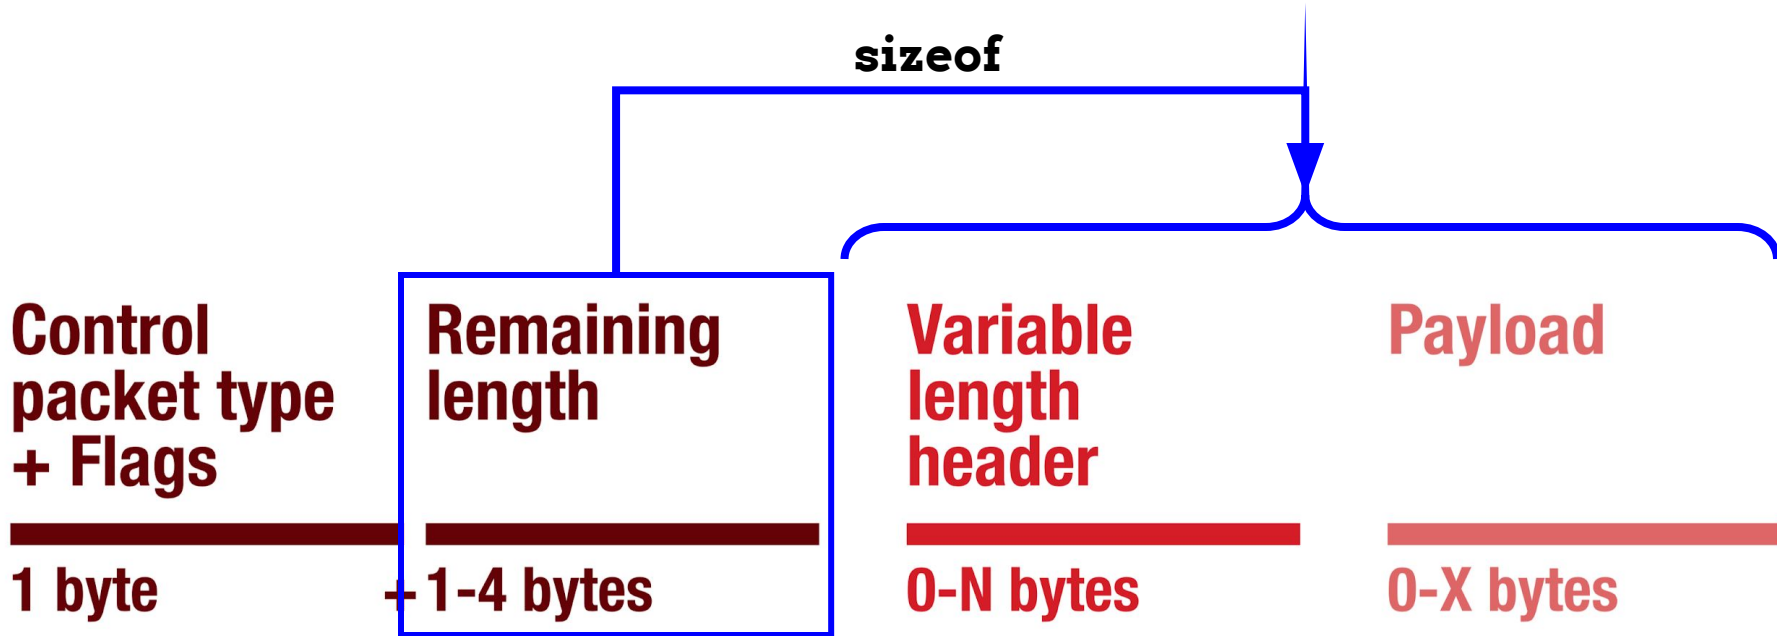 sizeof
Control
packet type
+ Flags
Remaining
length
Variable
length
header
Payload
1 byte
+
1-4 bytes
0-N bytes
0-X bytes